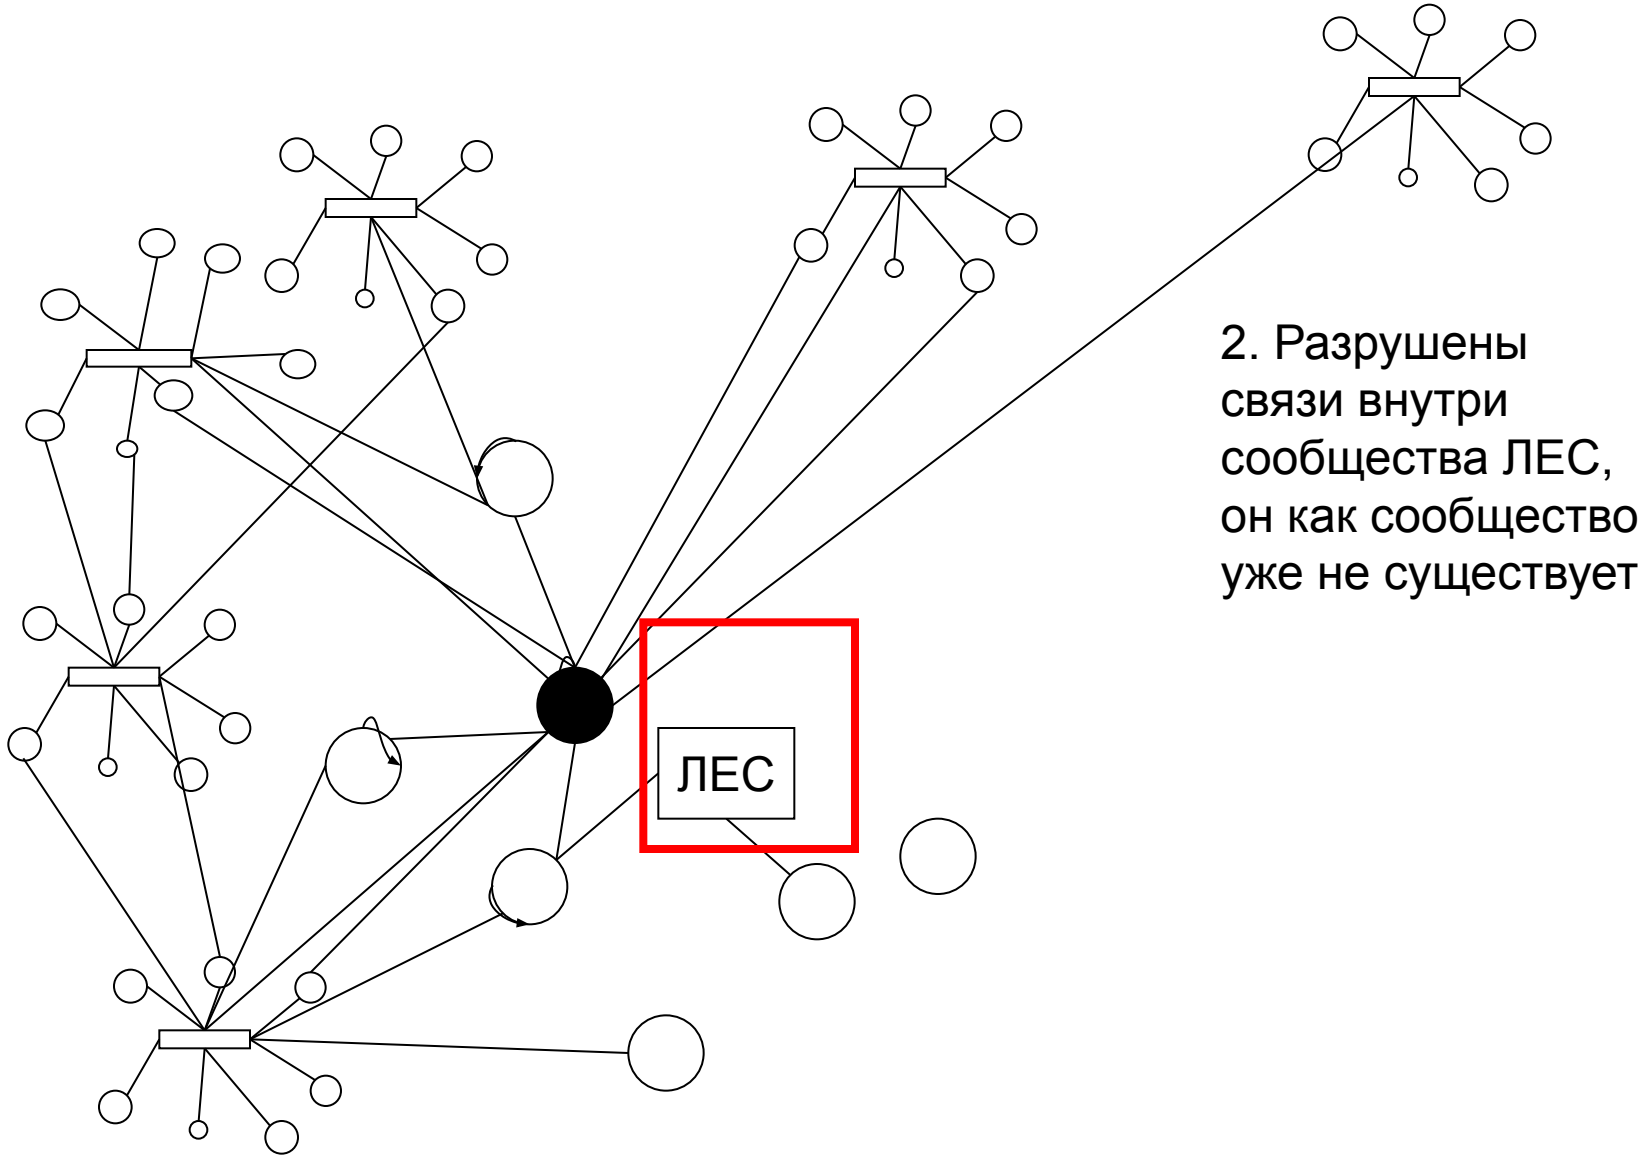 2. Разрушены
связи внутри
сообщества ЛЕС,
он как сообщество
уже не существует
ЛЕС